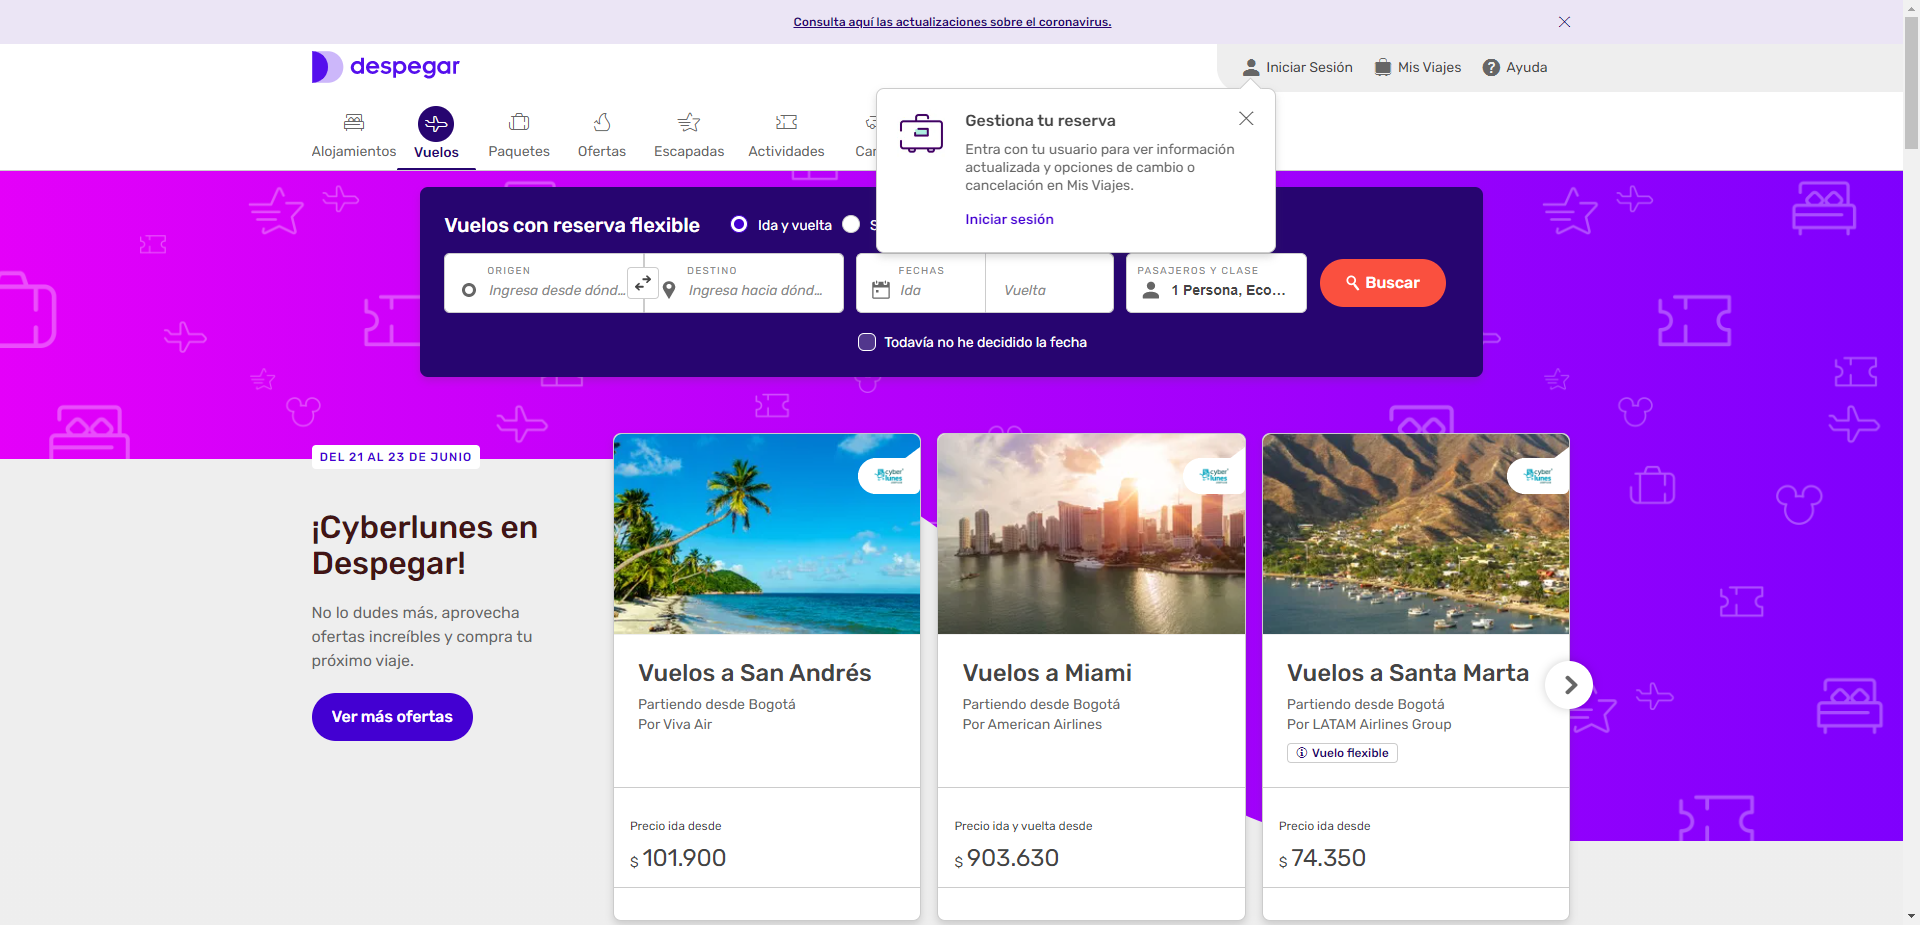 Consulta aquí las actualizaciones sobre el coronavirus.
despegar
Iniciar Sesión
Mis Viajes
Ayuda
Alojamientos
Vuelos
Paquetes
Ofertas
Escapadas
Actividades
Gestiona tu reserva
Entra con tu usuario para ver información
actualizada y opciones de cambio o
cancelación en Mis Viajes.
Iniciar sesión
Vuelos con reserva flexible
Ida y vuelta
ORIGEN
Ingresa desde dónd...
DESTINO
Ingresa hacia dónd...
FECHAS
Ida
Vuelta
PASAJEROS Y CLASE
1 Persona, Eco...
Buscar
Todavía no he decidido la fecha
DEL 21 AL 23 DE JUNIO
¡Cyberlunes en
Despegar!
No lo dudes más, aprovecha
ofertas increíbles y compra tu
próximo viaje.
Ver más ofertas
cyber
lunes
Vuelos a San Andrés
Partiendo desde Bogotá
Por Viva Air
Precio ida desde
$ 101.900
cyber
lunes
Vuelos a Miami
Partiendo desde Bogotá
Por American Airlines
Precio ida y vuelta desde
$ 903.630
cyber
lunes
Vuelos a Santa Marta
Partiendo desde Bogotá
Por LATAM Airlines Group
Vuelo flexible
Precio ida desde
$ 74.350